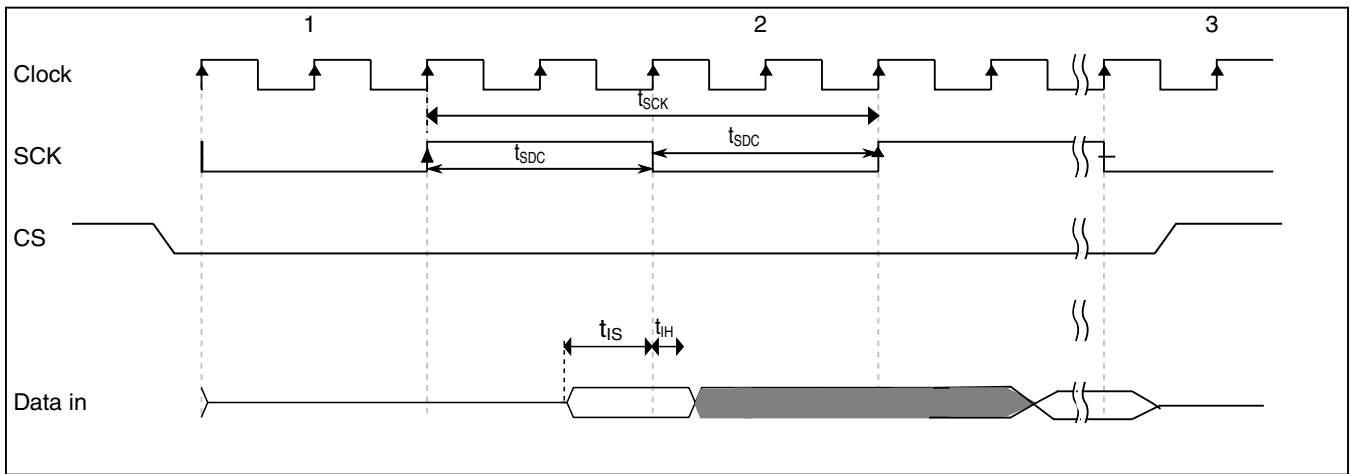 1 2 3
Clock
tSCK
SCK
tSDC tSDC
CS
tIS tIH
Data in